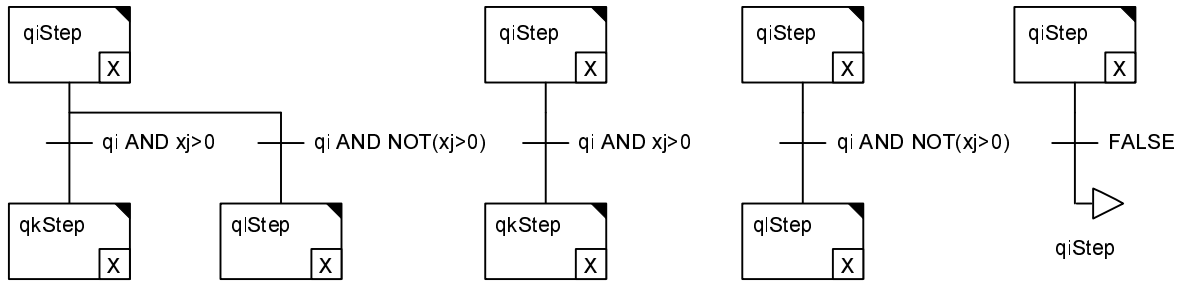 qiStep
X
qi AND xj>0
qi AND NOT(xj>0)
qkStep
X
qlStep
X
qiStep
X
qi AND xj>0
qkStep
X
qiStep
X
qi AND NOT(xj>0)
qlStep
X
qiStep
X
FALSE
qiStep